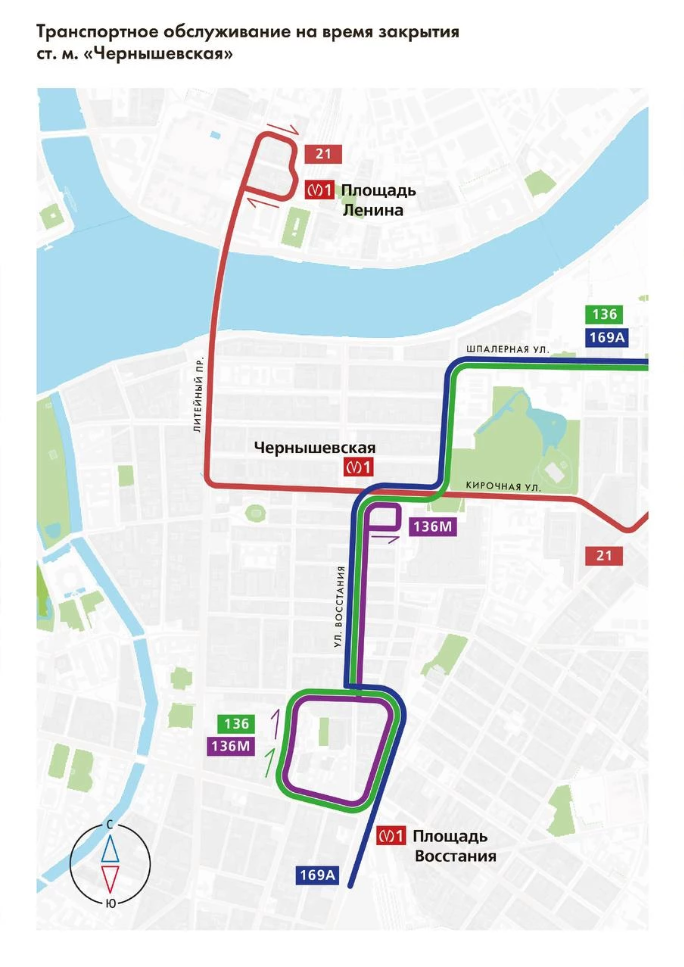 Транспортное обслуживание на время закрытия
ст. м. «Чернышевская»
21
1 Площадь
Ленина
136
169А
ШПАЛЕРНАЯ УЛ.
ЛИТЕЙНЫЙ ПР.
Чернышевская
1
КИРОЧНАЯ УЛ.
136М
21
УЛ. ВОССТАНИЯ
136
136М
1 Площадь
Восстания
169А
С
Ю